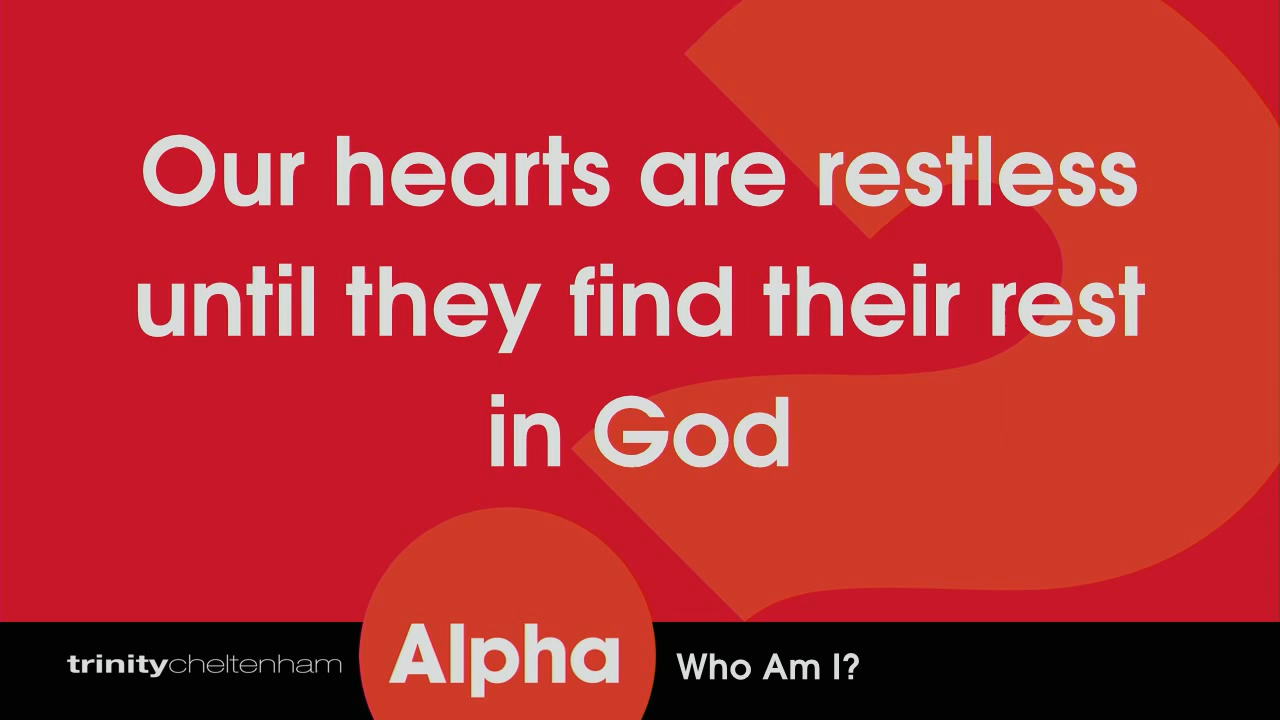 Our hearts are restless
until they find their rest
in God
trinitycheltenham
Alpha
Who Am I?